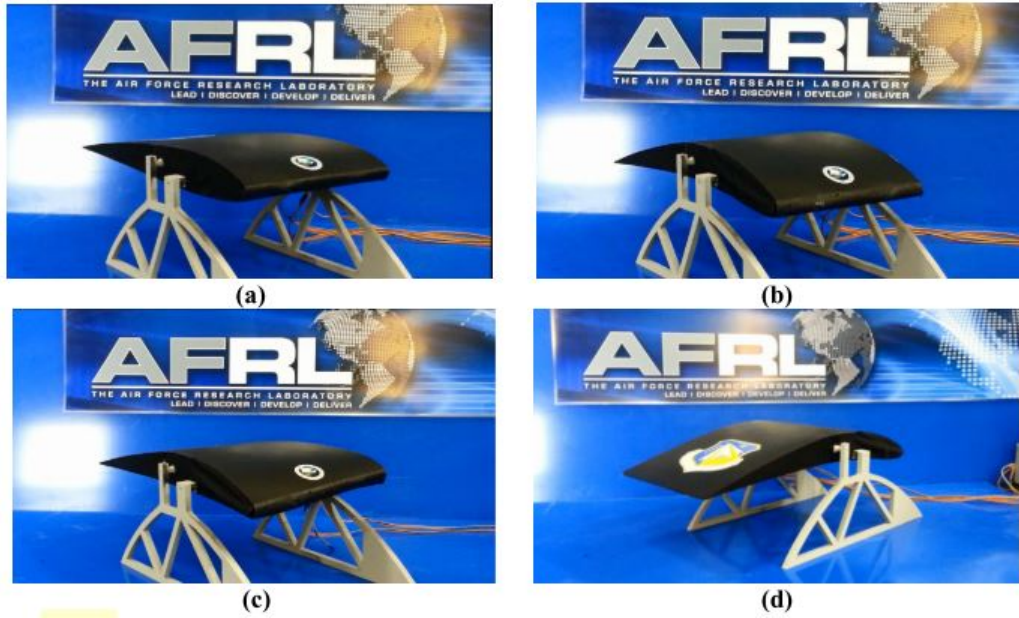 AFRL
THE AIR FORCE RESEARCH LABORATORY
LEAD | DISCOVER | DEVELOP | DELIVER
AFRL
THE AIR FORCE RESEARCH LABORATORY
LEAD | DISCOVER | DEVELOP | DELIVER
(a)
(b)
AFRL
THE AIR FORCE RESEARCH LABORATORY
LEAD | DISCOVER | DEVELOP | DELIVER
AFRL
THE AIR FORCE RESEARCH LABORATORY
LEAD | DISCOVER | DEVELOP | DELIVER
(c)
(d)